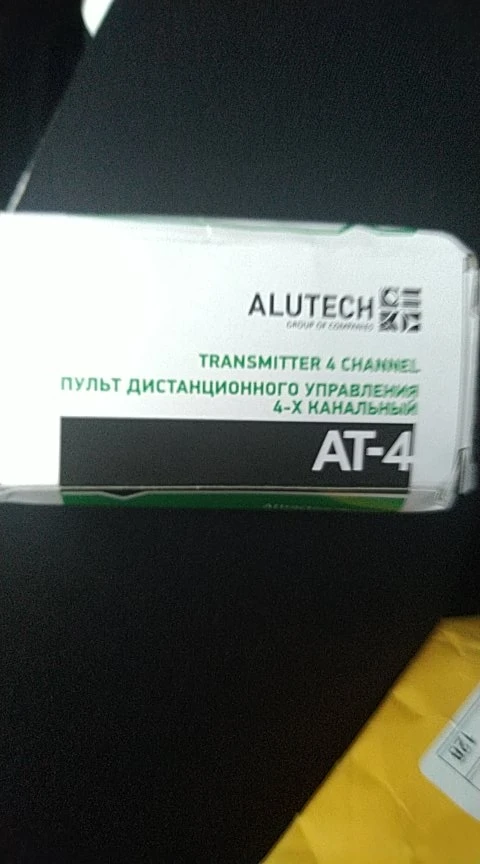 ALUTECH
GROUP OF COMPANIES
TRANSMITTER 4 CHANNEL
ПУЛЬТ ДИСТАНЦИОННОГО УПРАВЛЕНИЯ
4-Х КАНАЛЬНЫЙ
AT-4